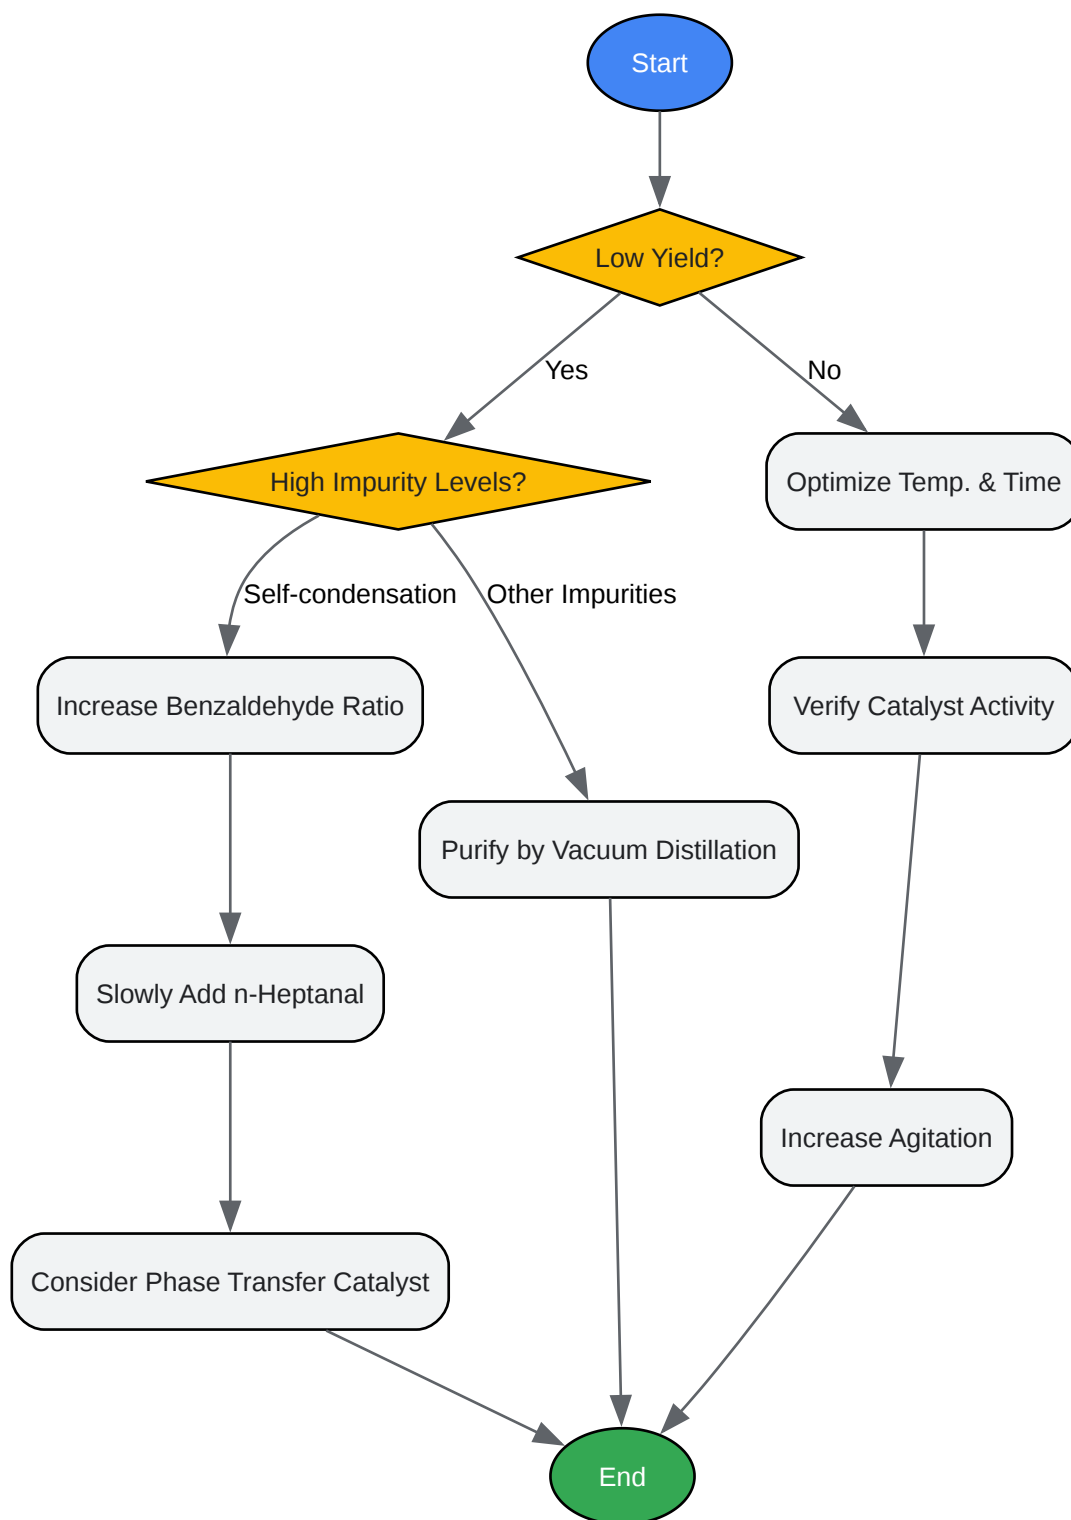 Start
Low Yield?
Yes
No
High Impurity Levels?
Optimize Temp. & Time
Self-condensation
Other Impurities
Increase Benzaldehyde Ratio
Verify Catalyst Activity
Purify by Vacuum Distillation
Slowly Add n-Heptanal
Increase Agitation
Consider Phase Transfer Catalyst
End